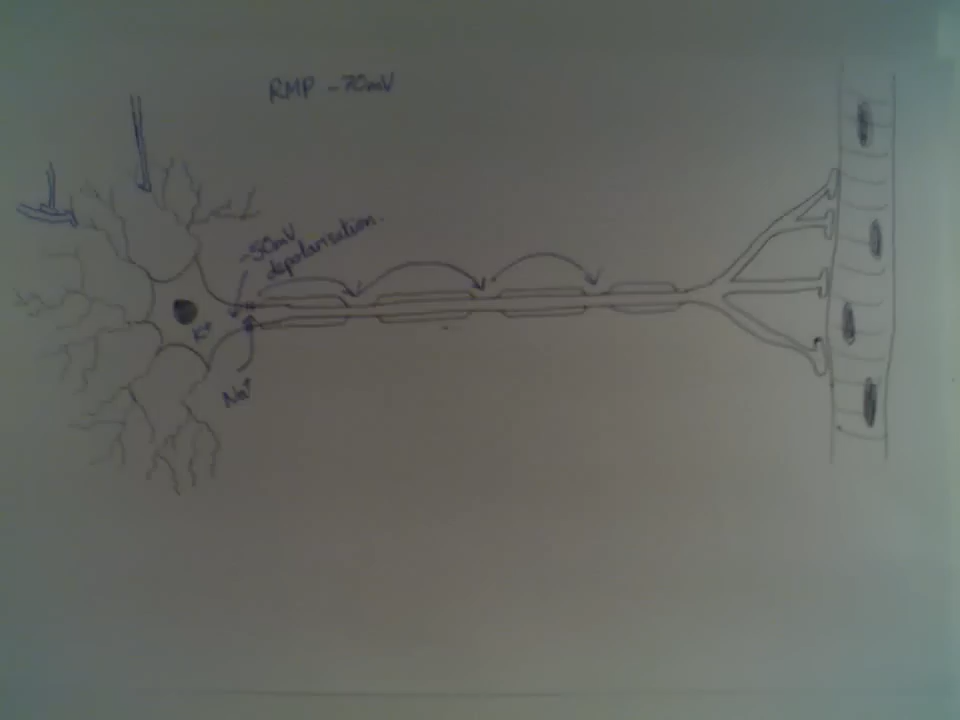 RMP -70mV
-50mV
depolarisation.
K+
Na+